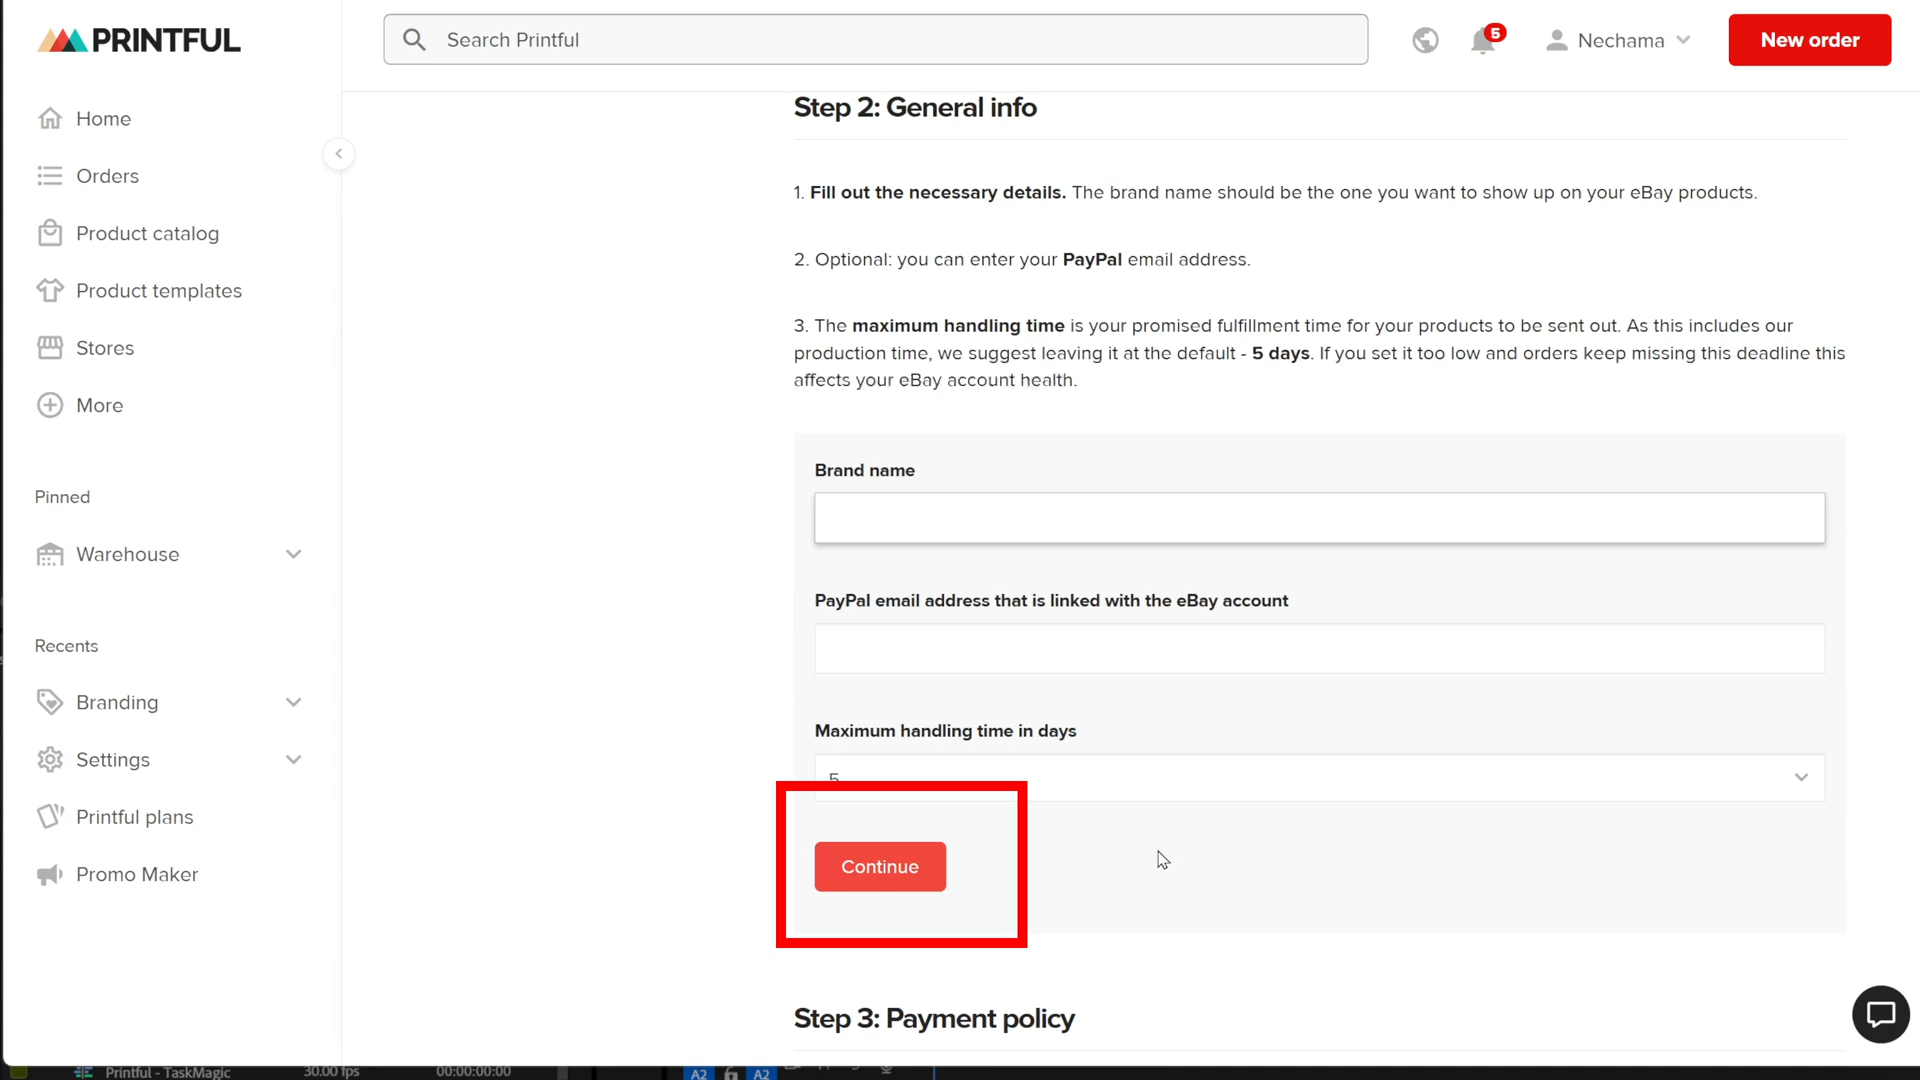 PRINTFUL
Search Printful
5
Nechama
New order
Home
Orders
Product catalog
Product templates
Stores
More
Pinned
Warehouse
Recents
Branding
Settings
Printful plans
Promo Maker
Step 2: General info
1. Fill out the necessary details. The brand name should be the one you want to show up on your eBay products.
2. Optional: you can enter your PayPal email address.
3. The maximum handling time is your promised fulfillment time for your products to be sent out. As this includes our
production time, we suggest leaving it at the default - 5 days. If you set it too low and orders keep missing this deadline this
affects your eBay account health.
Brand name
PayPal email address that is linked with the eBay account
Maximum handling time in days
5
Continue
Step 3: Payment policy
Printful - TaskMagic
30.00 fps
00:00:00:00
A2
A2